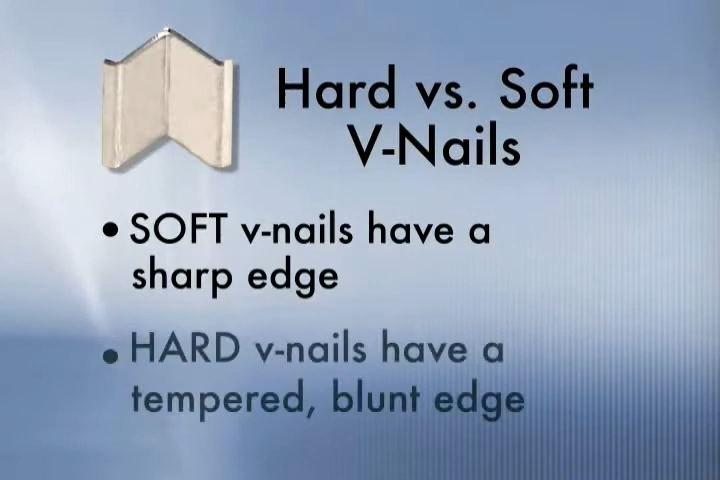 Hard vs. Soft
V-Nails
• SOFT v-nails have a
sharp edge
• HARD v-nails have a
tempered, blunt edge